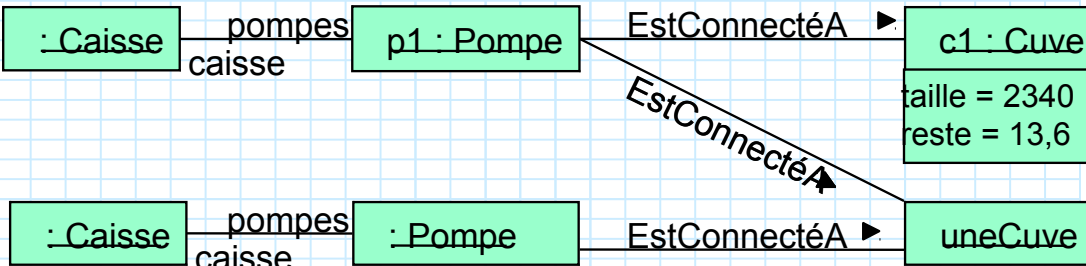 : Caisse
pompes
caisse
p1 : Pompe
EstConnectéA
c1 : Cuve
taille = 2340
reste = 13,6
EstConnectéA
: Caisse
pompes
caisse
: Pompe
EstConnectéA
uneCuve